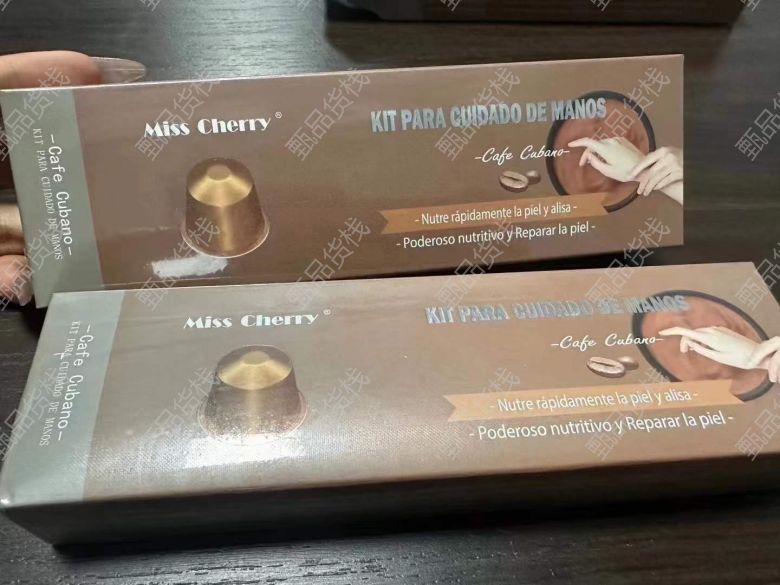 Miss Cherry®
KIT PARA CUIDADO DE MANOS
-Cafe Cubano-
- Nutre rápidamente la piel y alisa -
- Poderoso nutritivo y Reparar la piel -
-Cafe Cubano-
KIT PARA CUIDADO DE MANOS
Miss Cherry®
KIT PARA CUIDADO DE MANOS
-Cafe Cubano-
- Nutre rápidamente la piel y alisa -
- Poderoso nutritivo y Reparar la piel -
-Cafe Cubano-
KIT PARA CUIDADO DE MANOS
甄品货栈